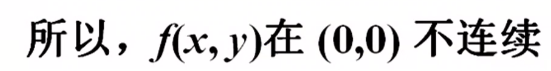 所以，f(x, y)在 (0,0) 不连续